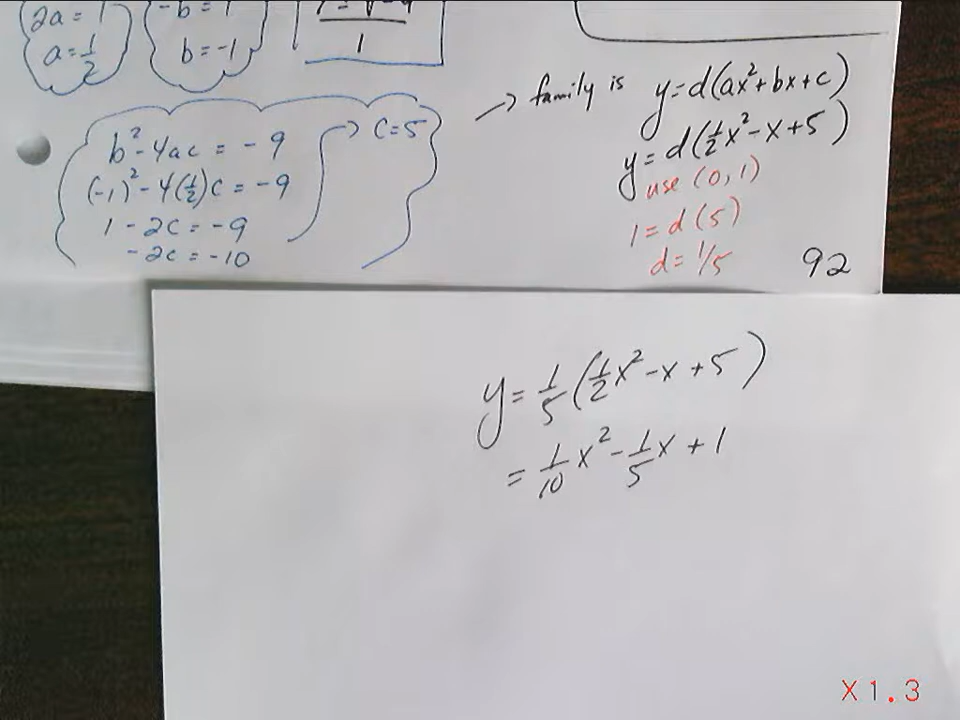 2a = 1
a = 1/2
-b = 1
b = -1
1
b² - 4ac = -9
(-1)² - 4(1/2)c = -9
1 - 2c = -9
-2c = -10
→ c = 5
→ family is y = d(ax² + bx + c)
y = d(1/2x² - x + 5)
use (0, 1)
1 = d(5)
d = 1/5
92
y = 1/5(1/2x² - x + 5)
= 1/10x² - 1/5x + 1
X1.3